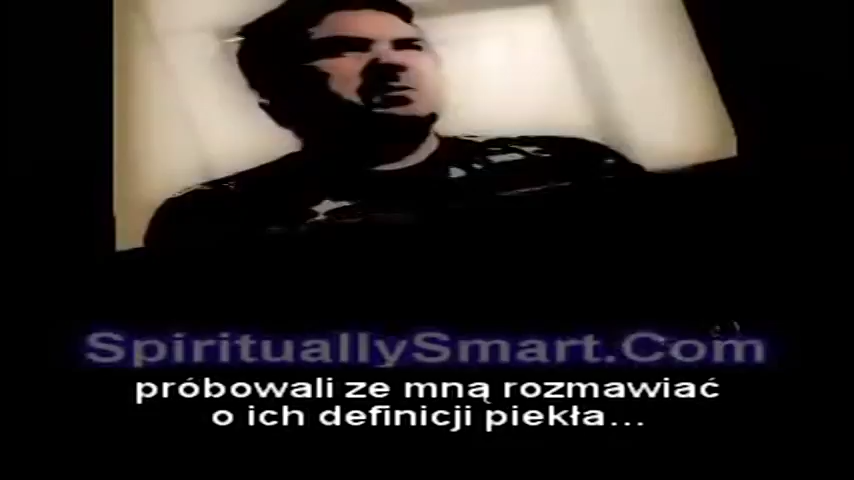 SpirituallySmart.Com
próbowali ze mną rozmawiać
o ich definicji piekła...